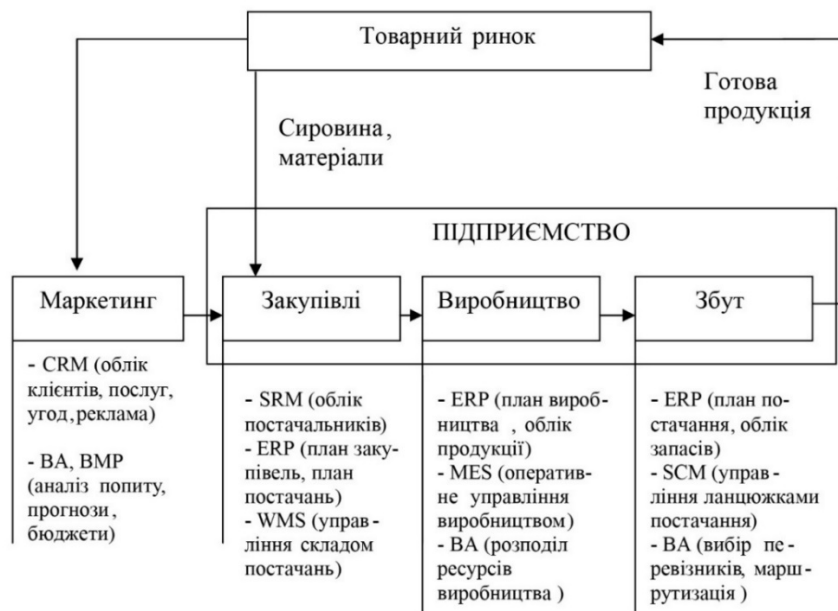 Товарний ринок
Готова
продукція
Сировина,
матеріали
ПІДПРИЄМСТВО
Маркетинг
Закупівлі
Виробництво
Збут
- CRM (облік
клієнтів, послуг,
угод,реклама)
- BA, BMP
(аналіз попиту,
прогнози,
бюджети)
- SRM (облік
постачальників)
- ERP (план заку-
півель, план
постачань)
- WMS (управ-
ління складом
постачань)
- ERP (план вироб-
ництва , облік
продукції)
- MES (оператив-
не управління
виробництвом)
- BA (розподіл
ресурсів
виробництва )
- ERP (план по-
стачання, облік
запасів)
- SCM (управ-
ління ланцюжками
постачання)
- BA (вибір пе-
ревізників, марш-
рутизація )